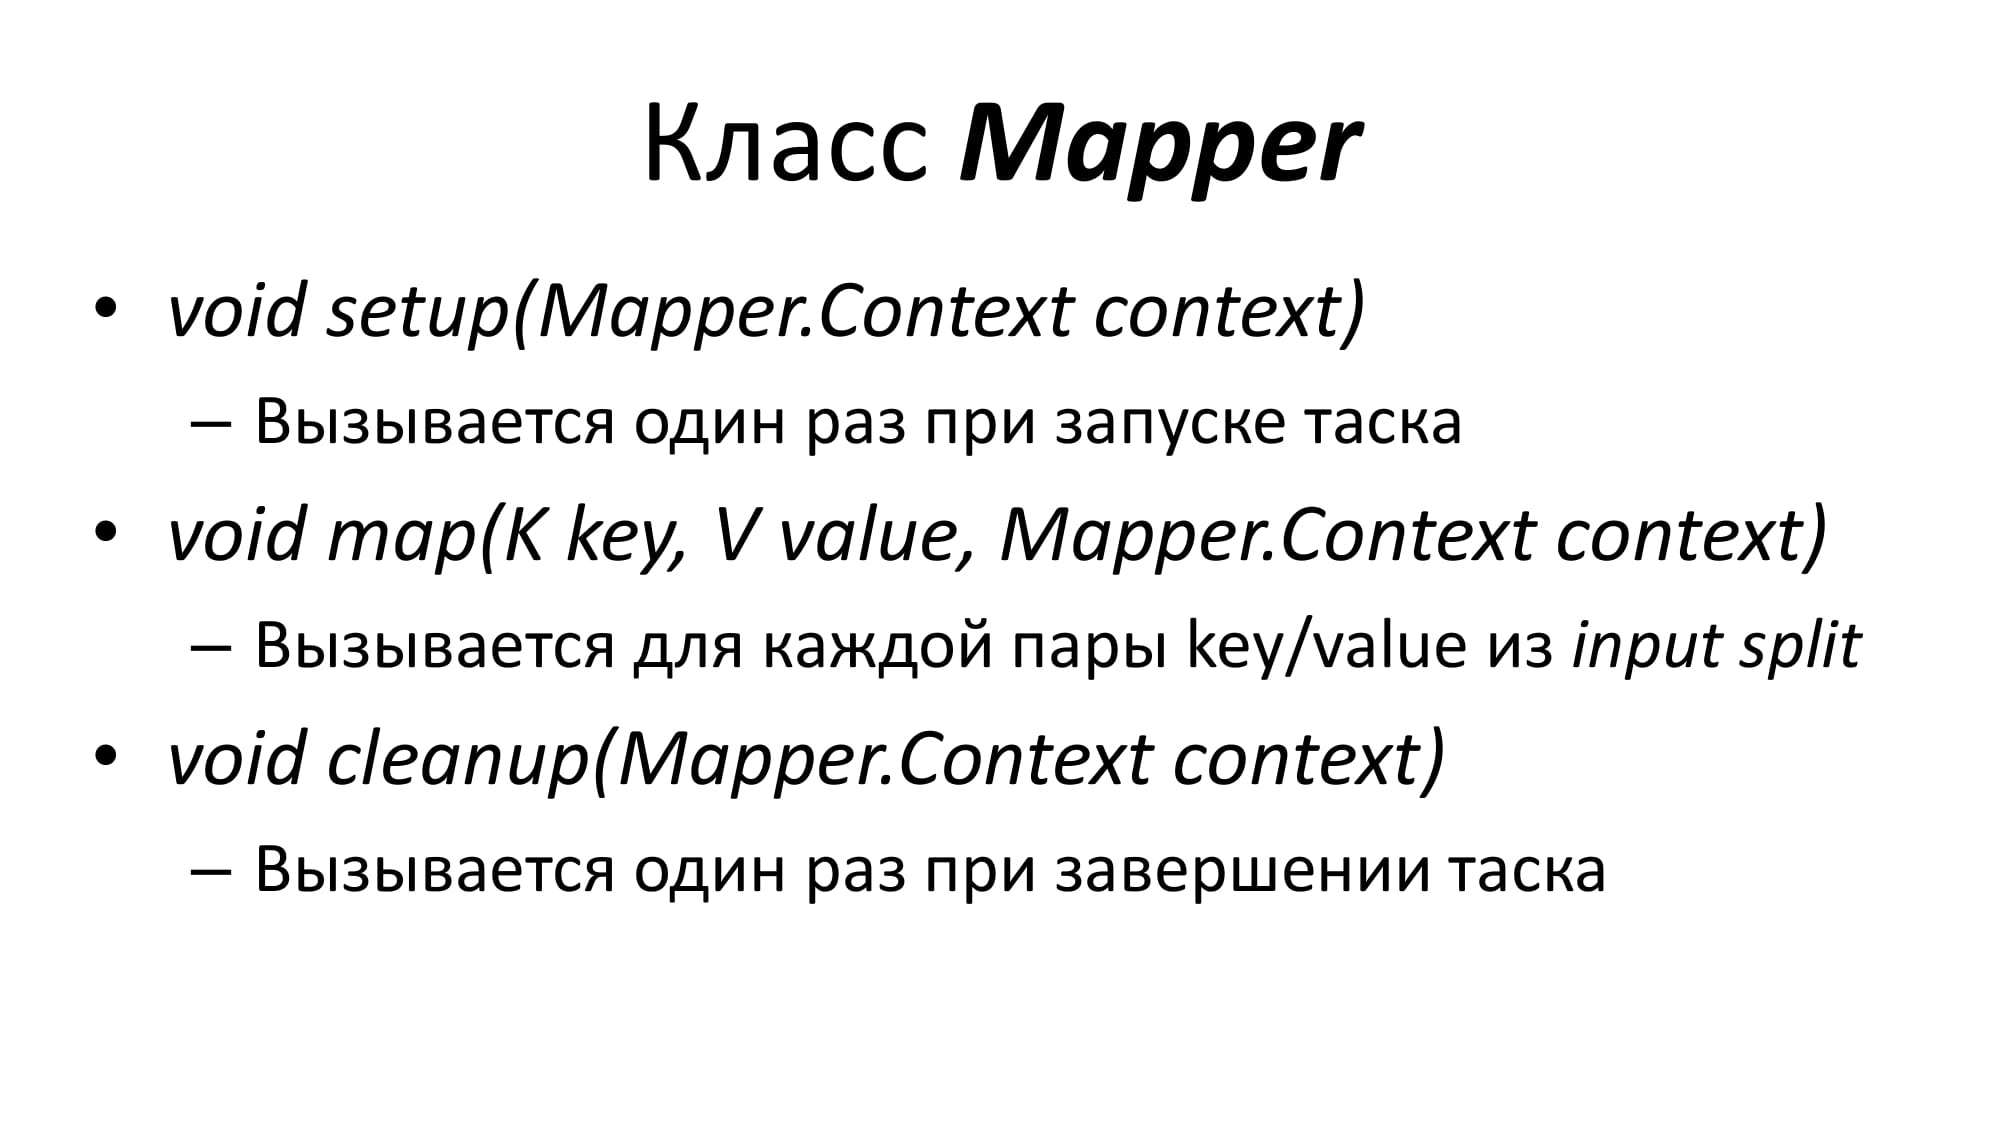 Класс Mapper
• void setup(Mapper.Context context)
– Вызывается один раз при запуске таска
• void map(K key, V value, Mapper.Context context)
– Вызывается для каждой пары key/value из input split
• void cleanup(Mapper.Context context)
– Вызывается один раз при завершении таска